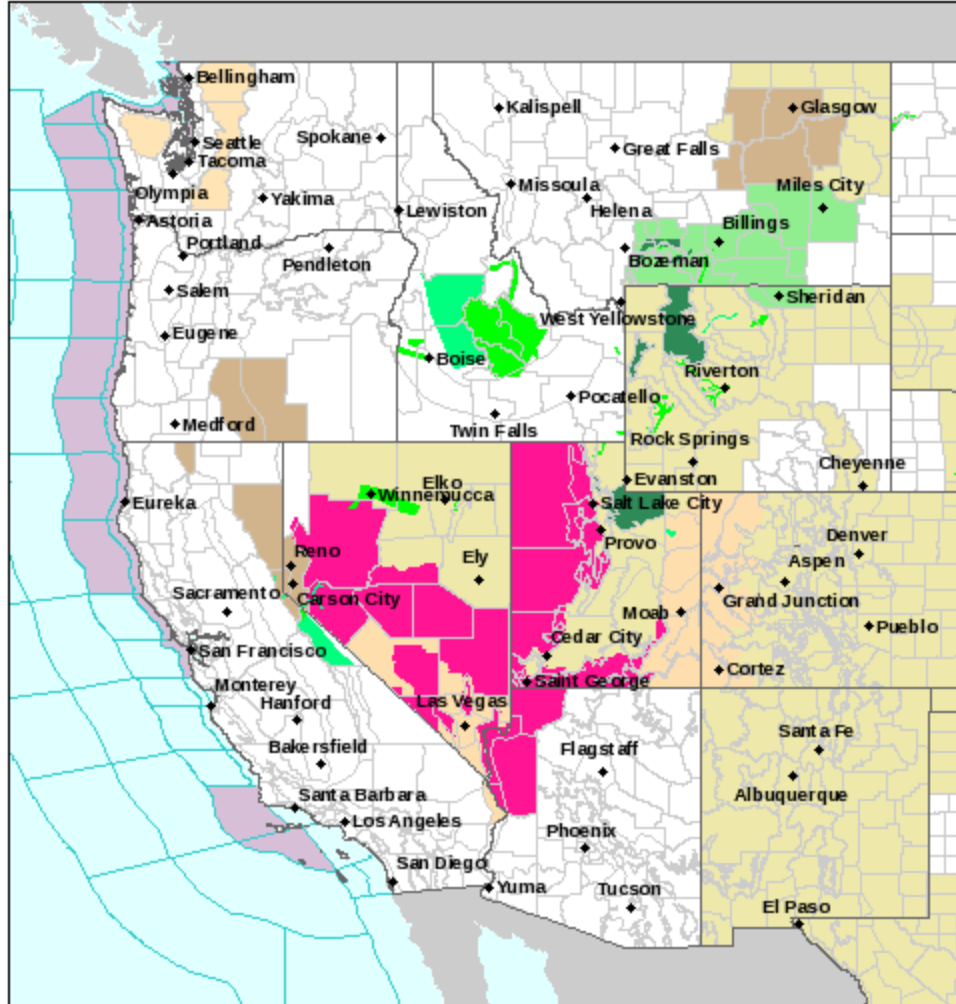 Bellingham
Kalispell
Glasgow
Spokane
Seattle
Great Falls
Tacoma
Olympia
Missoula
Miles City
Yakima
Helena
Lewiston
Astoria
Billings
Portland
Pendleton
Bozeman
Salem
Sheridan
West Yellowstone
Eugene
Boise
Riverton
Pocatello
Medford
Twin Falls
Rock Springs
Cheyenne
Elko
Evanston
Winnemucca
Eureka
Salt Lake City
Denver
Provo
Reno
Ely
Aspen
Sacramento
Carson City
Grand Junction
Moab
Pueblo
Cedar City
San Francisco
Cortez
Saint George
Monterey
Hanford
Las Vegas
Santa Fe
Bakersfield
Flagstaff
Albuquerque
Santa Barbara
Los Angeles
Phoenix
San Diego
Yuma
Tucson
El Paso